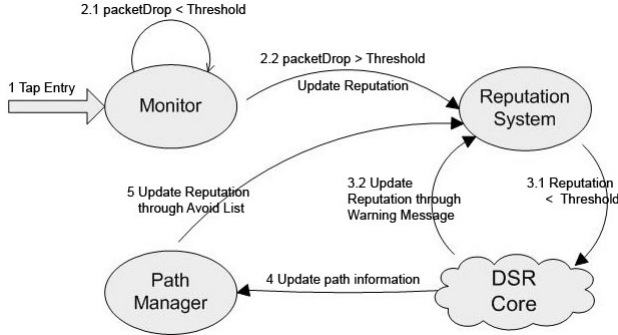 2.1 packetDrop < Threshold
2.2 packetDrop > Threshold
Update Reputation
1 Tap Entry
Monitor
Reputation
System
5 Update Reputation
through Avoid List
3.2 Update
Reputation through
Warning Message
3.1 Reputation
< Threshold
Path
Manager
4 Update path information
DSR
Core